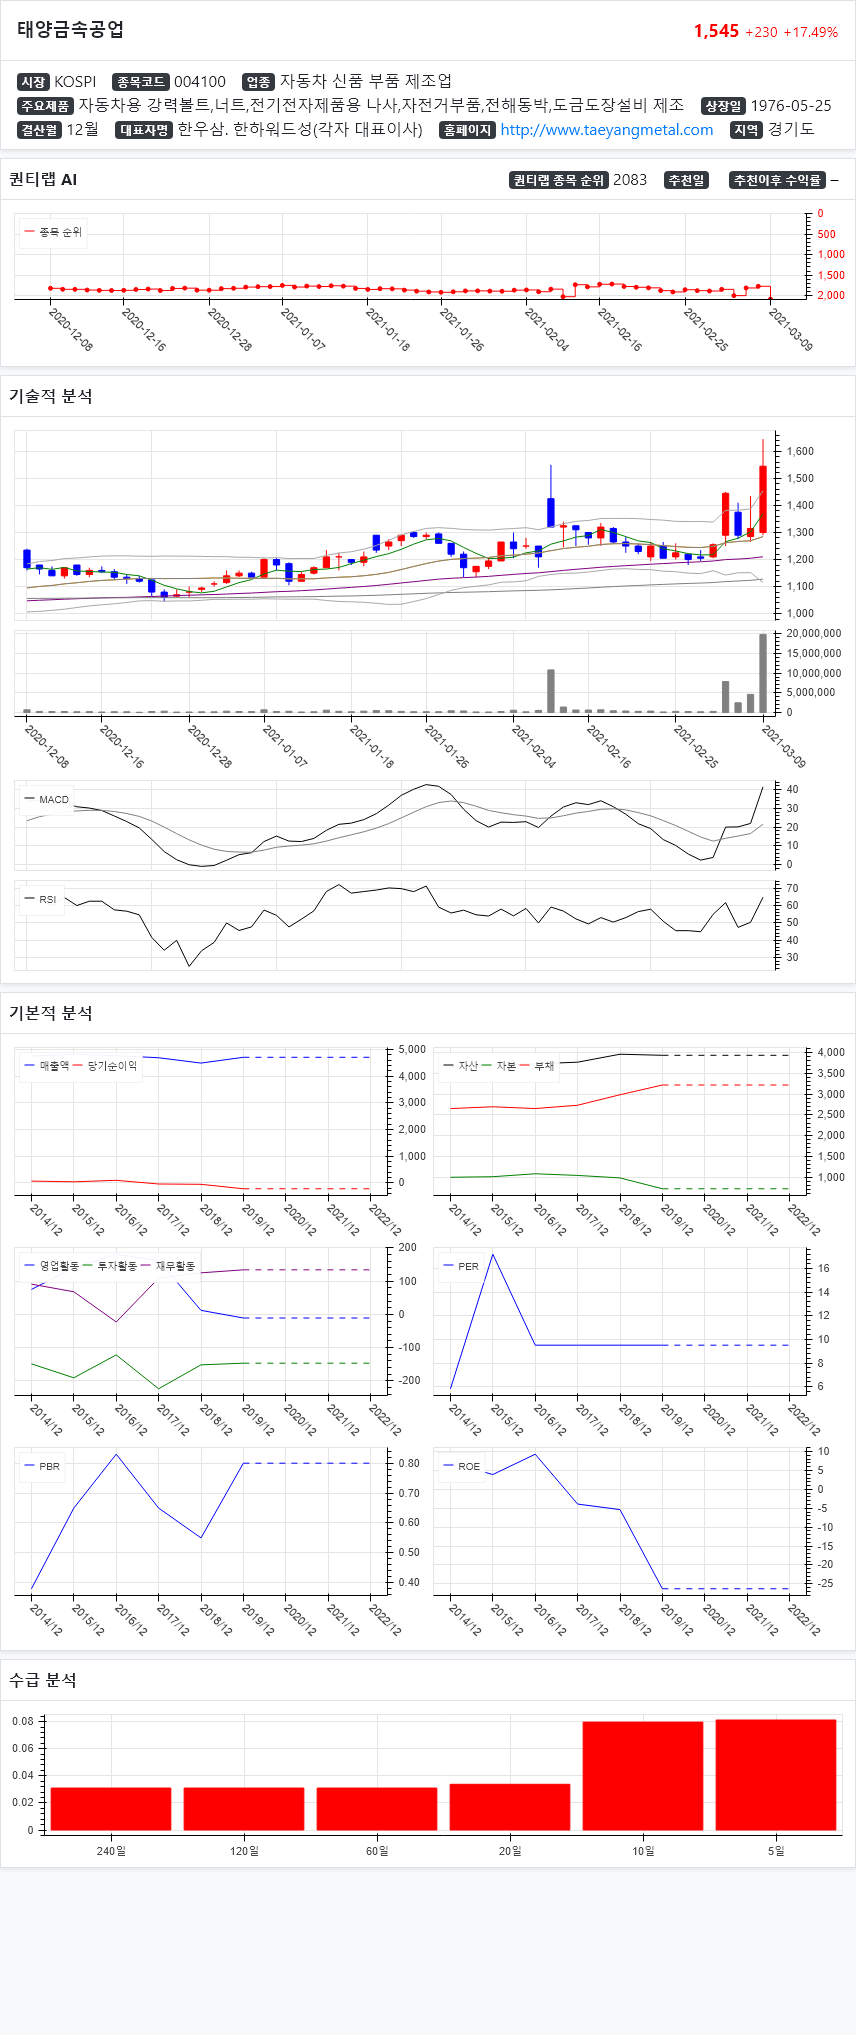 태양금속공업
1,545 +230 +17.49%
시장 KOSPI 종목코드 004100 업종 자동차 신품 부품 제조업
주요제품 자동차용 강력볼트,너트,전기전자제품용 나사,자전거부품,전해동박,도금도장설비 제조 상장일 1976-05-25
결산월 12월 대표자명 한우삼. 한하워드성(각자 대표이사) 홈페이지 http://www.taeyangmetal.com 지역 경기도
퀀티랩 AI
퀀티랩 종목 순위 2083 추천일 추천이후 수익률 –
종목 순위
0
500
1,000
1,500
2,000
2020-12-08 2020-12-16 2020-12-28 2021-01-07 2021-01-18 2021-01-26 2021-02-04 2021-02-16 2021-02-25 2021-03-09
기술적 분석
1,600
1,500
1,400
1,300
1,200
1,100
1,000
20,000,000
15,000,000
10,000,000
5,000,000
0
2020-12-08 2020-12-16 2020-12-28 2021-01-07 2021-01-18 2021-01-26 2021-02-04 2021-02-16 2021-02-25 2021-03-09
MACD
40
30
20
10
0
RSI
70
60
50
40
30
기본적 분석
매출액 당기순이익
5,000
4,000
3,000
2,000
1,000
0
2014/12 2015/12 2016/12 2017/12 2018/12 2019/12 2020/12 2021/12 2022/12
자산 자본 부채
4,000
3,500
3,000
2,500
2,000
1,500
1,000
2014/12 2015/12 2016/12 2017/12 2018/12 2019/12 2020/12 2021/12 2022/12
영업활동 투자활동 재무활동
200
100
0
-100
-200
2014/12 2015/12 2016/12 2017/12 2018/12 2019/12 2020/12 2021/12 2022/12
PER
16
14
12
10
8
6
2014/12 2015/12 2016/12 2017/12 2018/12 2019/12 2020/12 2021/12 2022/12
PBR
0.80
0.70
0.60
0.50
0.40
2014/12 2015/12 2016/12 2017/12 2018/12 2019/12 2020/12 2021/12 2022/12
ROE
10
5
0
-5
-10
-15
-20
-25
2014/12 2015/12 2016/12 2017/12 2018/12 2019/12 2020/12 2021/12 2022/12
수급 분석
0.08
0.06
0.04
0.02
0
240일 120일 60일 20일 10일 5일